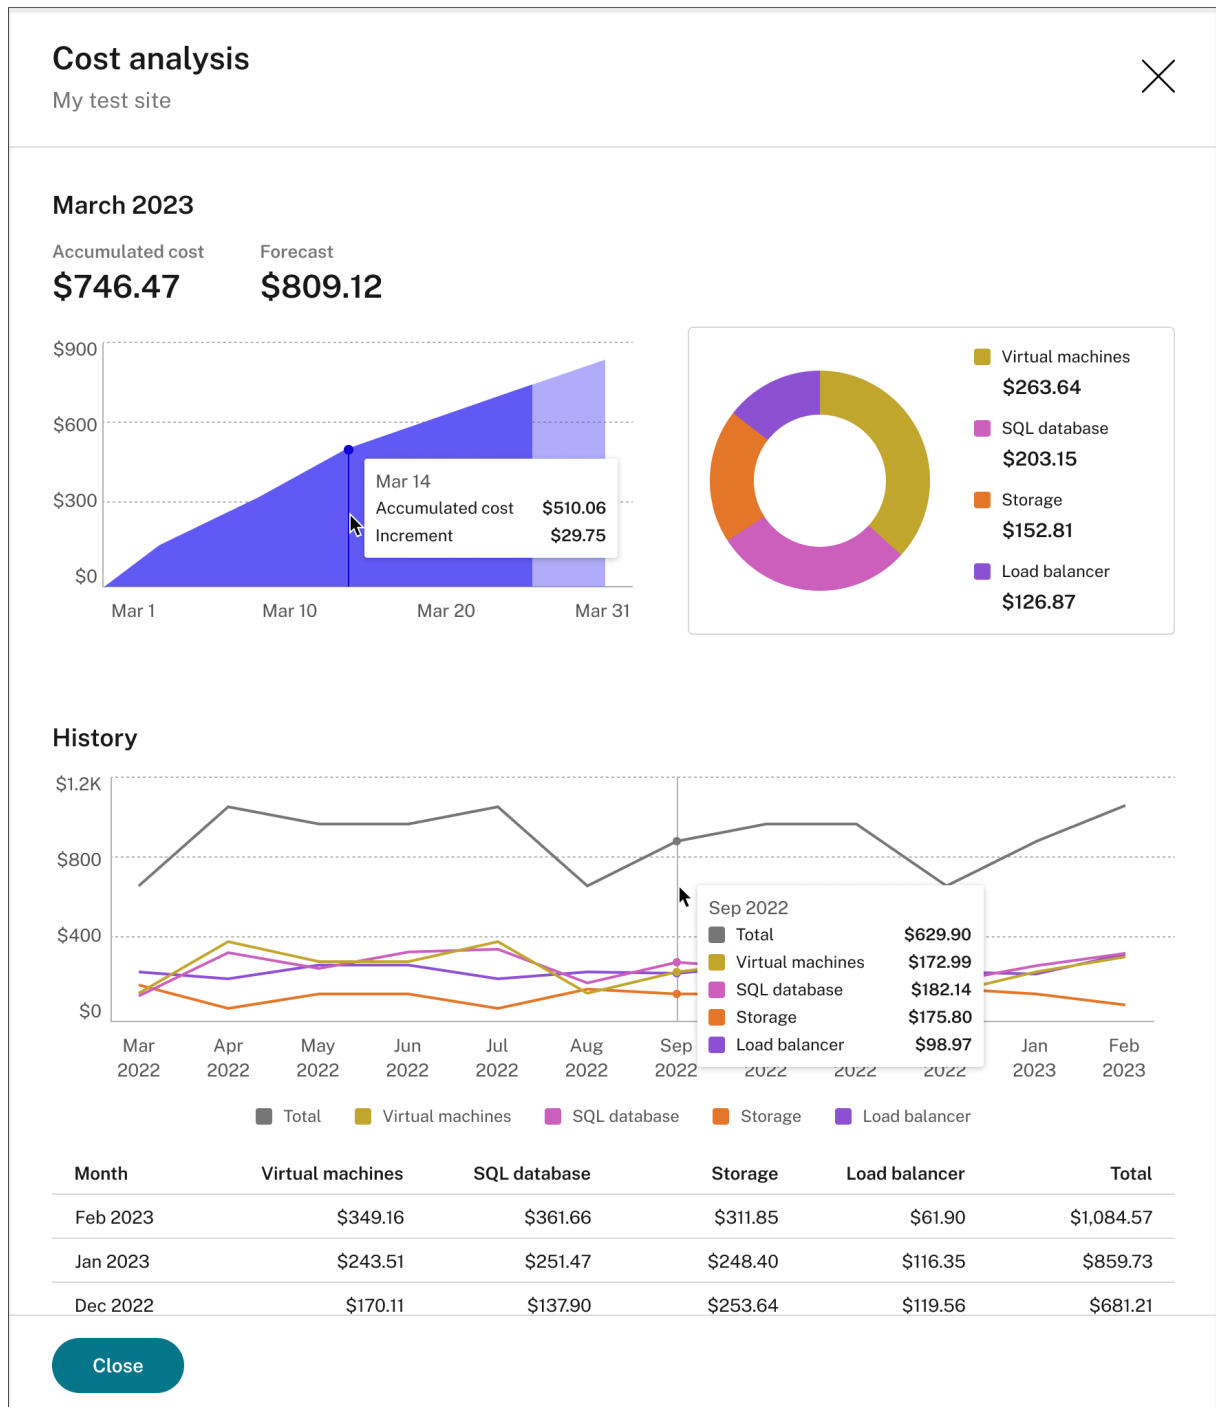 Cost analysis
My test site
March 2023
Accumulated cost
Forecast
$746.47
$809.12
$900
$600
$300
$0
Mar 14
Accumulated cost $510.06
Increment $29.75
Mar 1 Mar 10 Mar 20 Mar 31
Virtual machines
$263.64
SQL database
$203.15
Storage
$152.81
Load balancer
$126.87
History
$1.2K
$800
$400
$0
Sep 2022
Total $629.90
Virtual machines $172.99
SQL database $182.14
Storage $175.80
Load balancer $98.97
Mar Apr May Jun Jul Aug Sep Jan Feb
2022 2022 2022 2022 2022 2022 2022 2022 2022 2022 2023 2023
Total Virtual machines SQL database Storage Load balancer
Month Virtual machines SQL database Storage Load balancer Total
Feb 2023 $349.16 $361.66 $311.85 $61.90 $1,084.57
Jan 2023 $243.51 $251.47 $248.40 $116.35 $859.73
Dec 2022 $170.11 $137.90 $253.64 $119.56 $681.21
Close